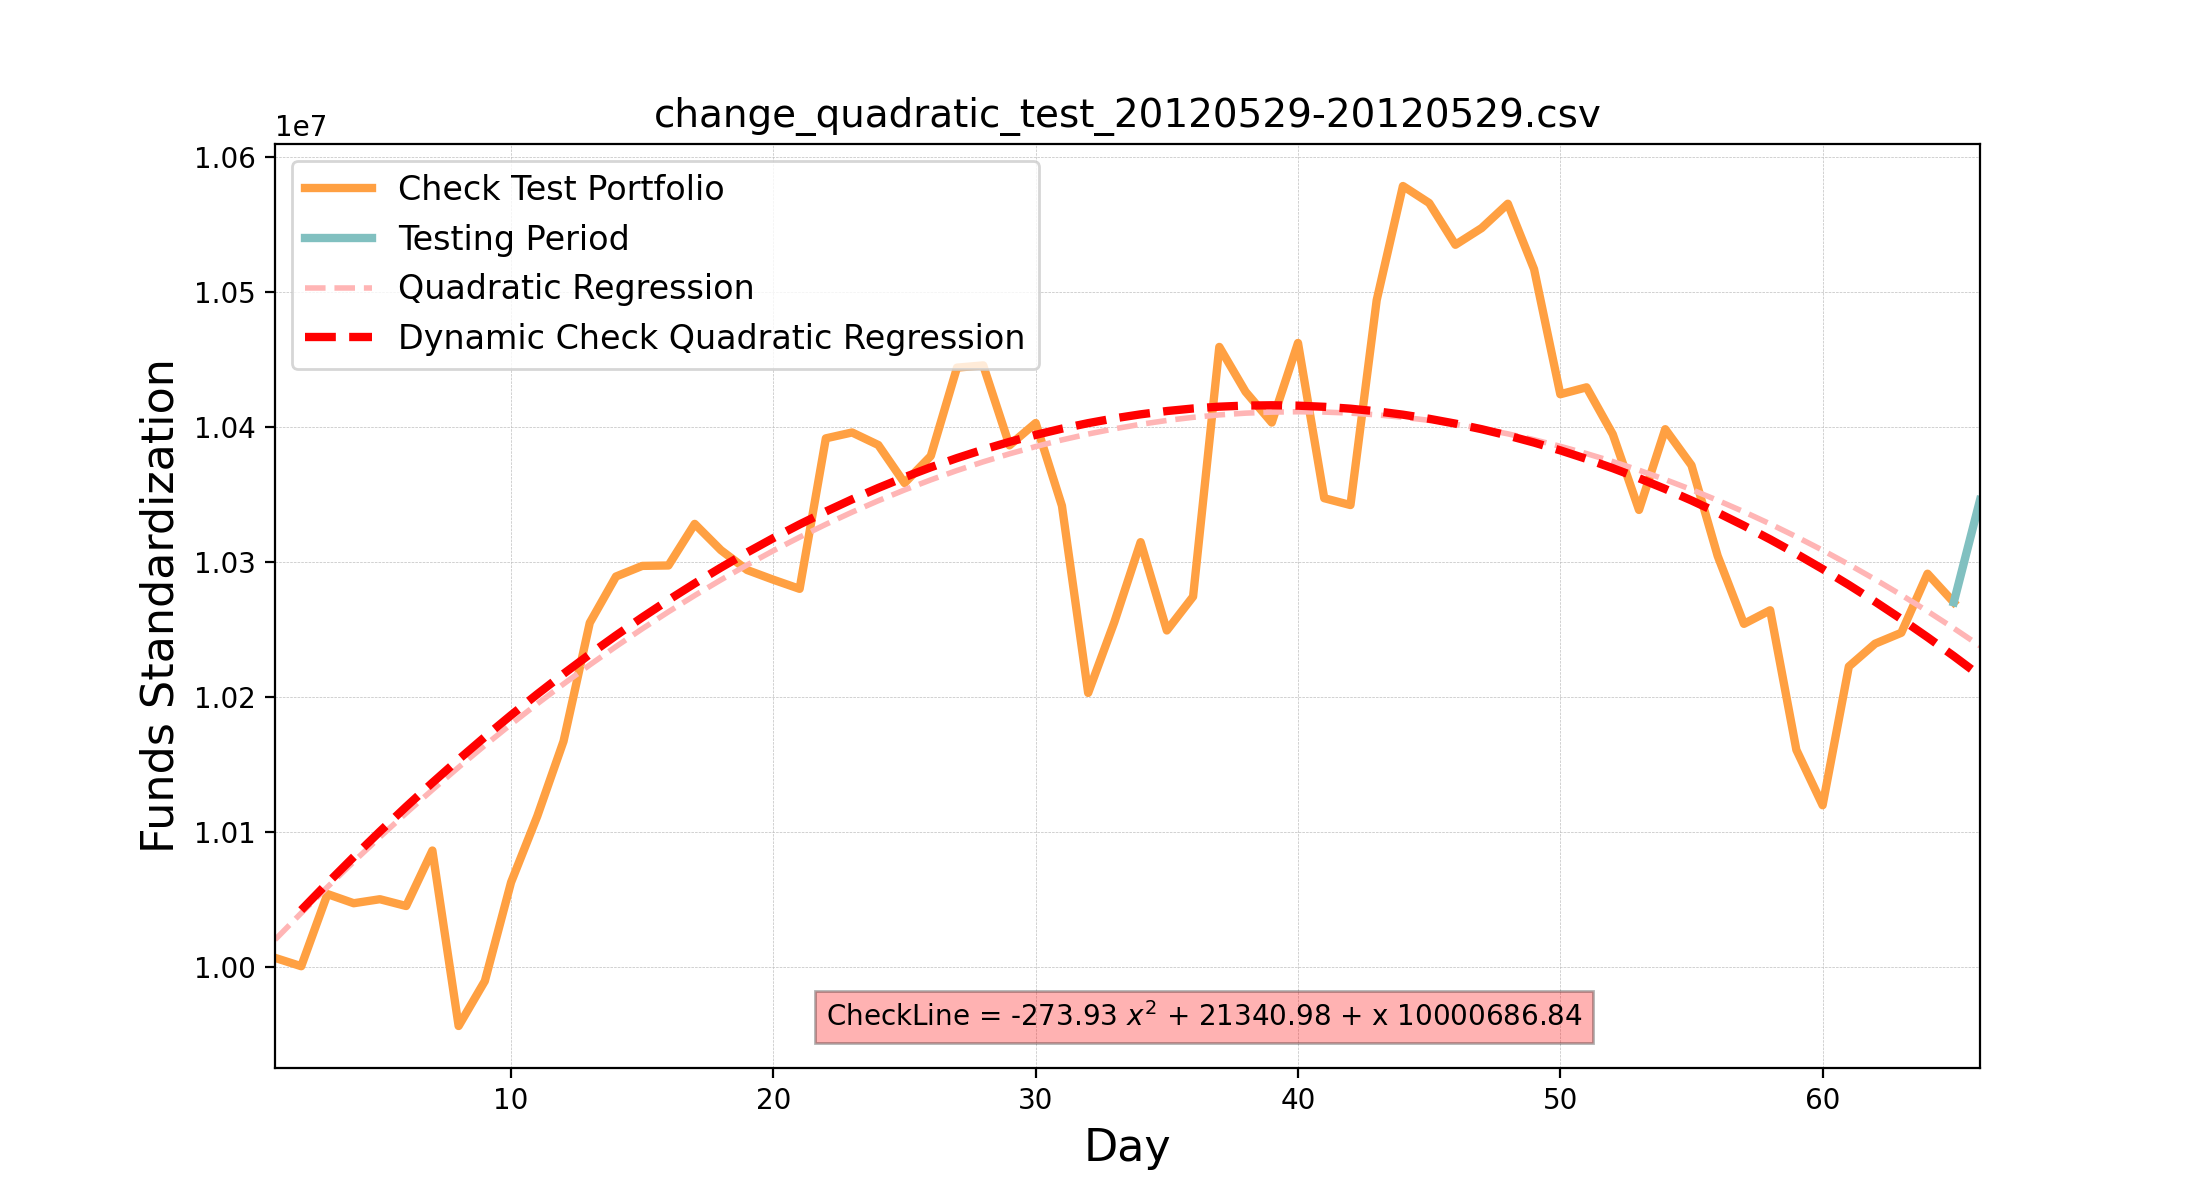 change_quadratic_test_20120529-20120529.csv
1e7
1.06
1.05
1.04
1.03
1.02
1.01
1.00
Funds Standardization
Check Test Portfolio
Testing Period
Quadratic Regression
Dynamic Check Quadratic Regression
CheckLine = -273.93 x² + 21340.98 + x 10000686.84
10 20 30 40 50 60
Day